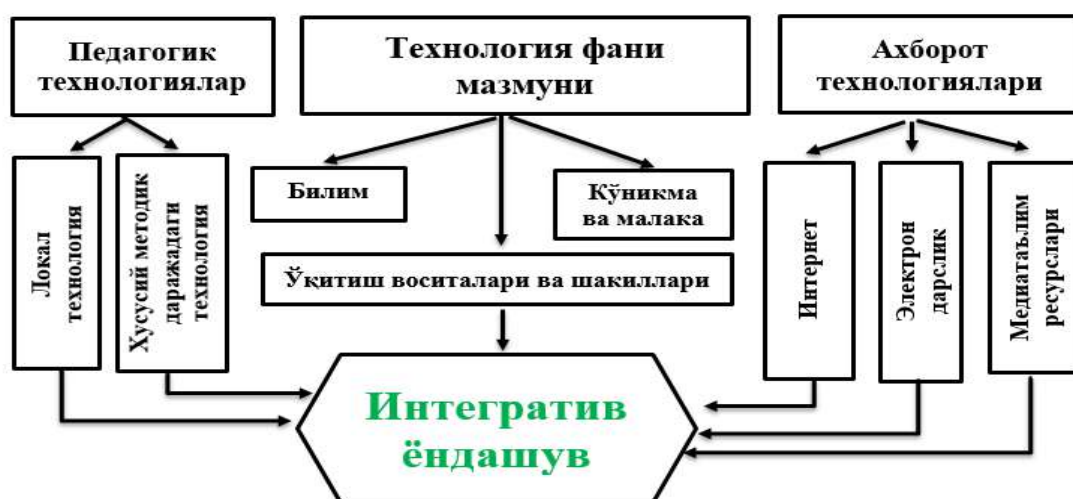 Педагогик
технологиялар
Технология фани
мазмуни
Ахборот
технологиялари
Локал
технология
Хусусий методик
даражадаги
технология
Билим
Кўникма
ва малака
Ўқитиш воситалари ва шакиллари
Интернет
Электрон
дарслик
Медиатаълим
ресурслари
Интегратив
ёндашув